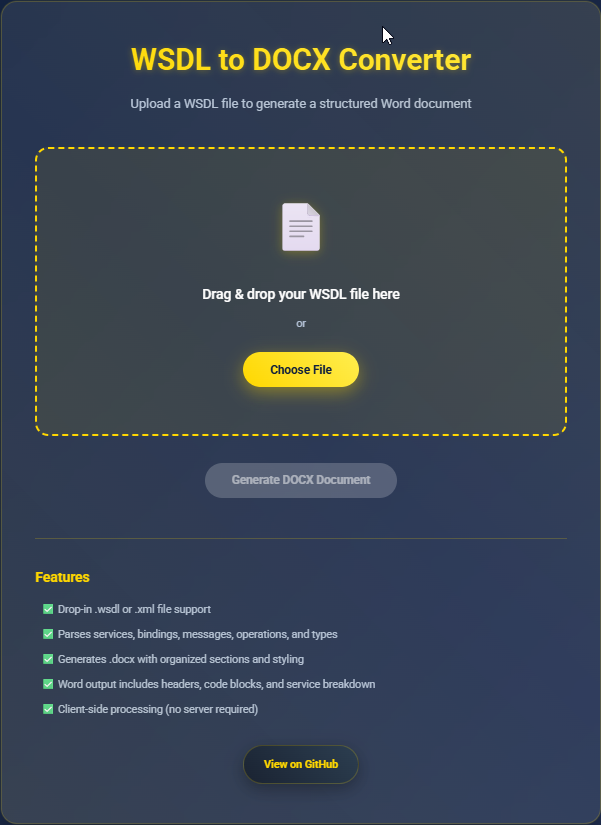 WSDL to DOCX Converter
Upload a WSDL file to generate a structured Word document
Drag & drop your WSDL file here
or
Choose File
Generate DOCX Document
Features
✅ Drop-in .wsdl or .xml file support
✅ Parses services, bindings, messages, operations, and types
✅ Generates .docx with organized sections and styling
✅ Word output includes headers, code blocks, and service breakdown
✅ Client-side processing (no server required)
View on GitHub